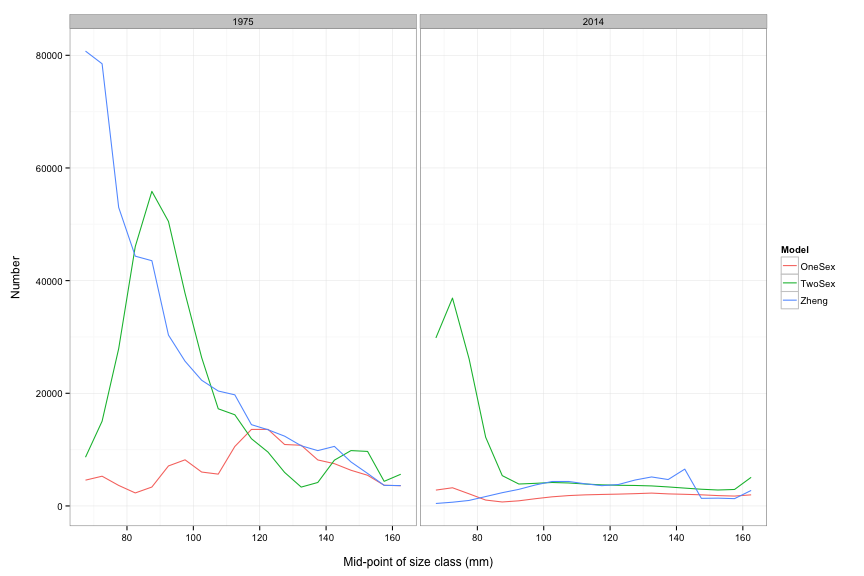 1975 2014
80000
60000
40000
20000
0
Number
80 100 120 140 160 80 100 120 140 160
Mid-point of size class (mm)
Model
OneSex
TwoSex
Zheng